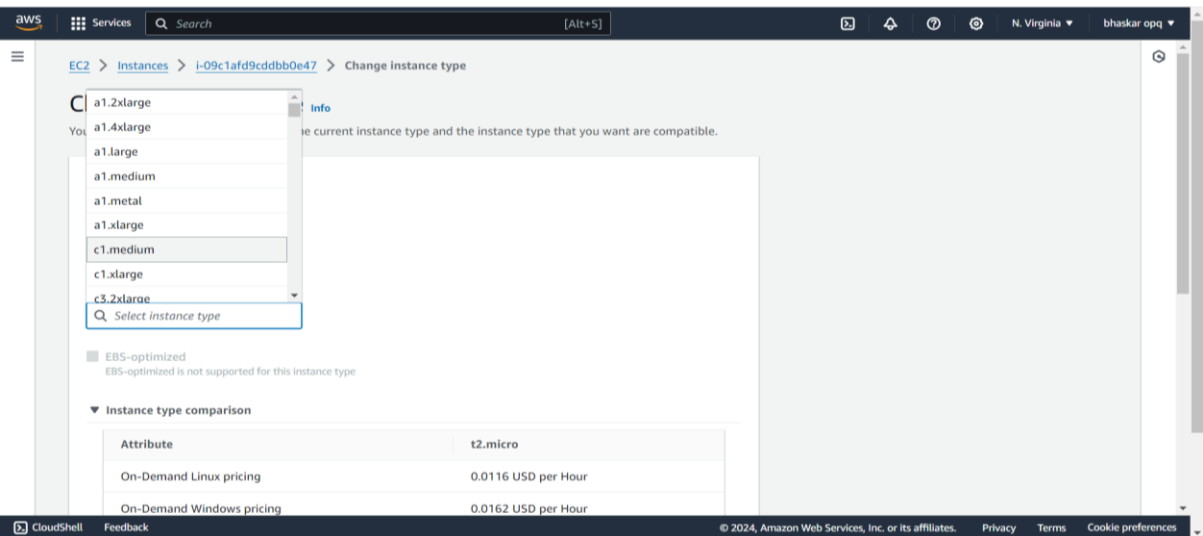 aws
Services
Search
[Alt+S]
N. Virginia
bhaskar opq
EC2 > Instances > i-09c1afd9cddbb0e47 > Change instance type
Info
e current instance type and the instance type that you want are compatible.
a1.2xlarge
a1.4xlarge
a1.large
a1.medium
a1.metal
a1.xlarge
c1.medium
c1.xlarge
c3.2xlarge
Select instance type
EBS-optimized
EBS-optimized is not supported for this instance type
Instance type comparison
Attribute t2.micro
On-Demand Linux pricing 0.0116 USD per Hour
On-Demand Windows pricing 0.0162 USD per Hour
CloudShell Feedback © 2024, Amazon Web Services, Inc. or its affiliates. Privacy Terms Cookie preferences